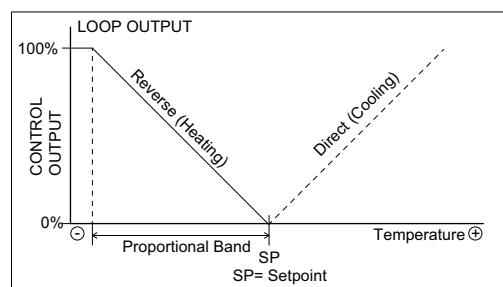 LOOP OUTPUT
100%
CONTROL
OUTPUT
Reverse (Heating)
Direct (Cooling)
0%
-
Temperature +
Proportional Band
SP
SP= Setpoint